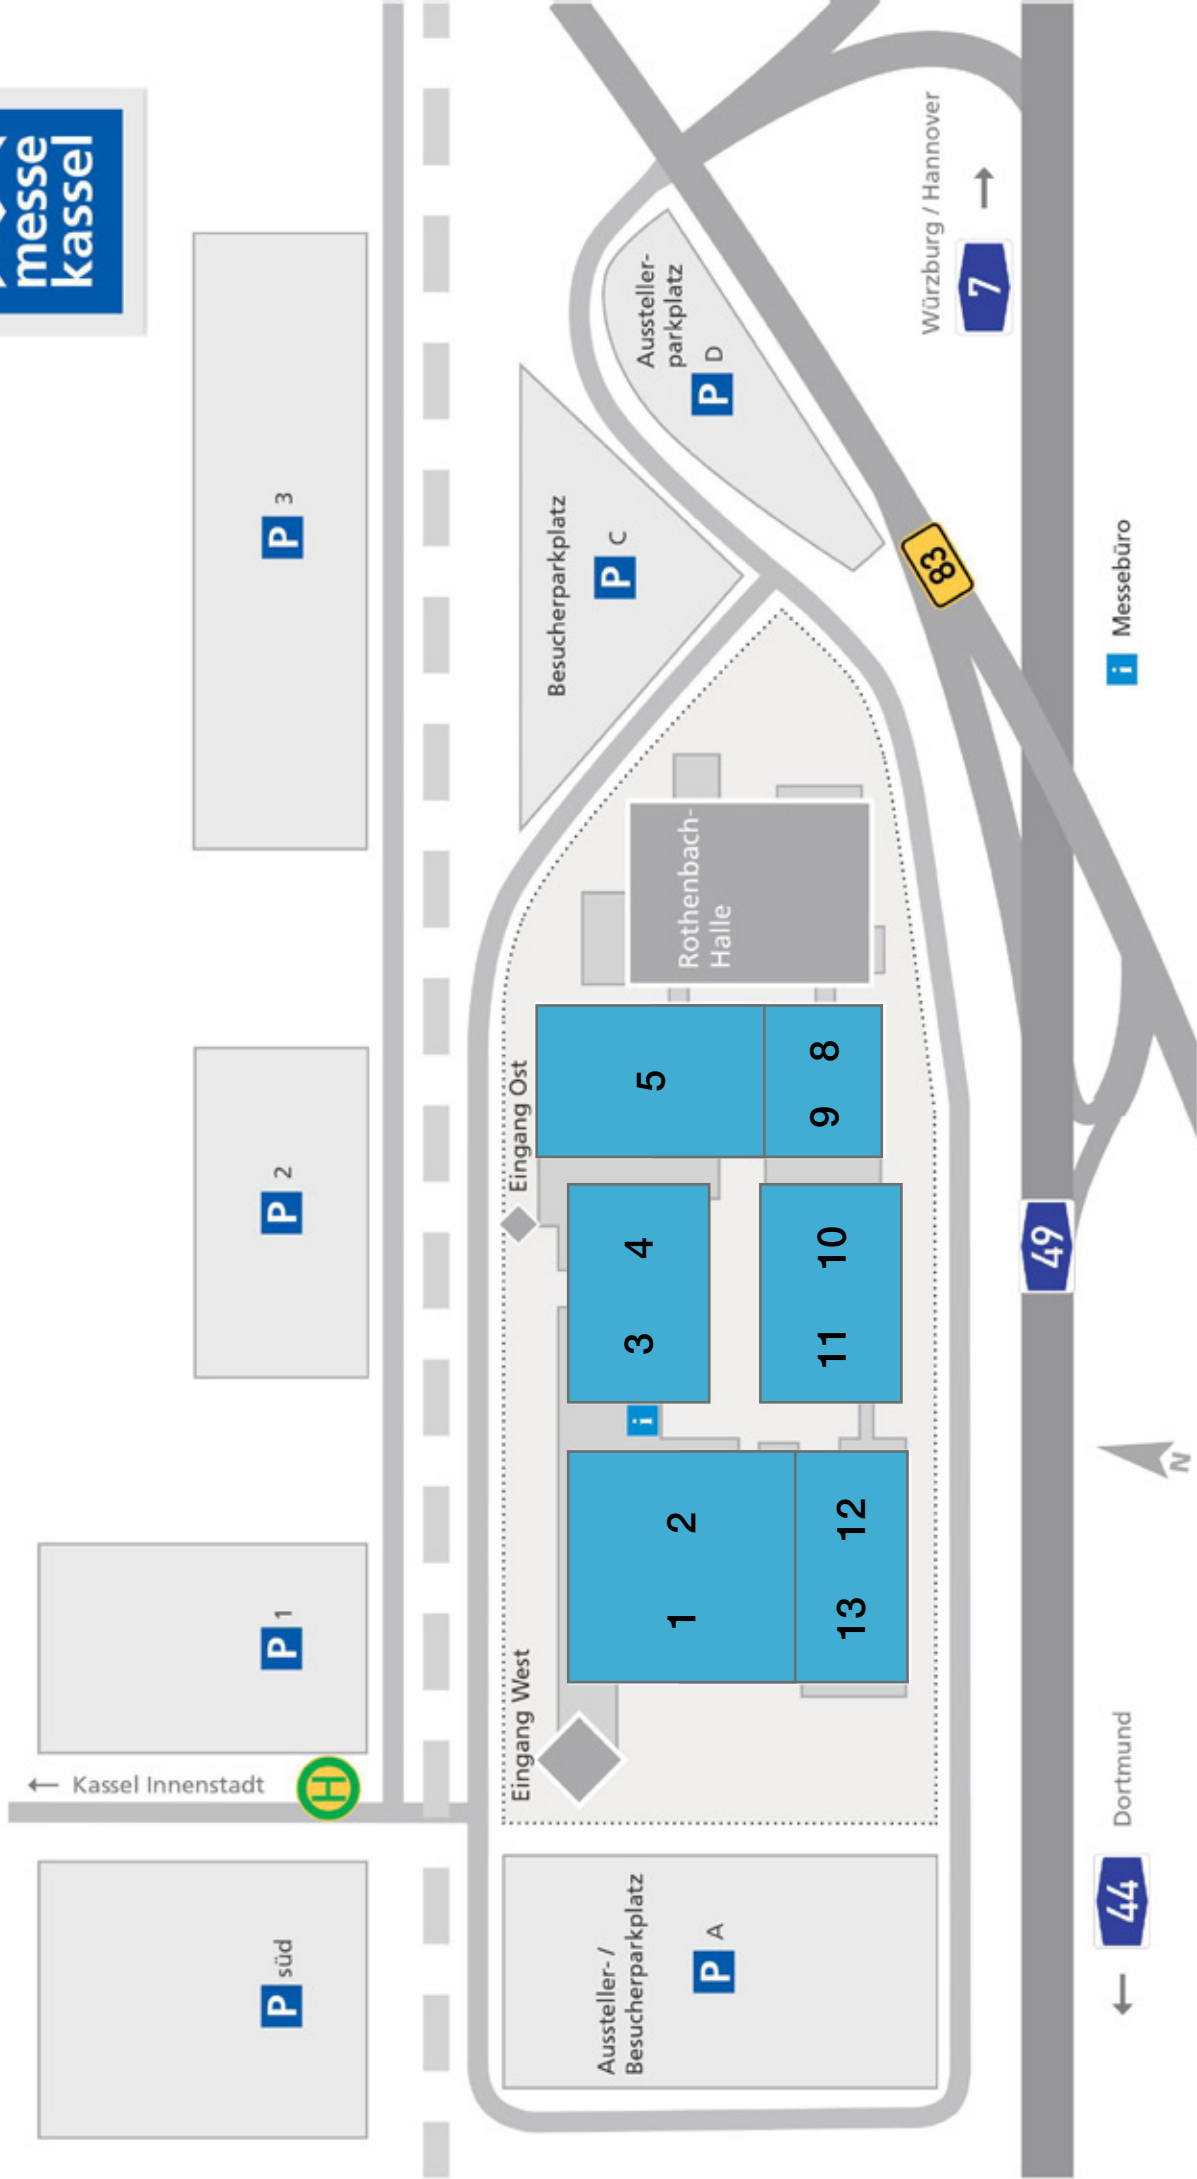 messe
kassel
P 3
P 2
P 1
← Kassel Innenstadt
H
P süd
Besucherparkplatz
P C
Aussteller-
parkplatz
P D
Würzburg / Hannover
7 →
83
Rothenbach-
Halle
Eingang Ost
5
8
9
4
3
10
11
i
2
1
12
13
Eingang West
Aussteller- /
Besucherparkplatz
P A
49
i Messebüro
N
Dortmund
← 44